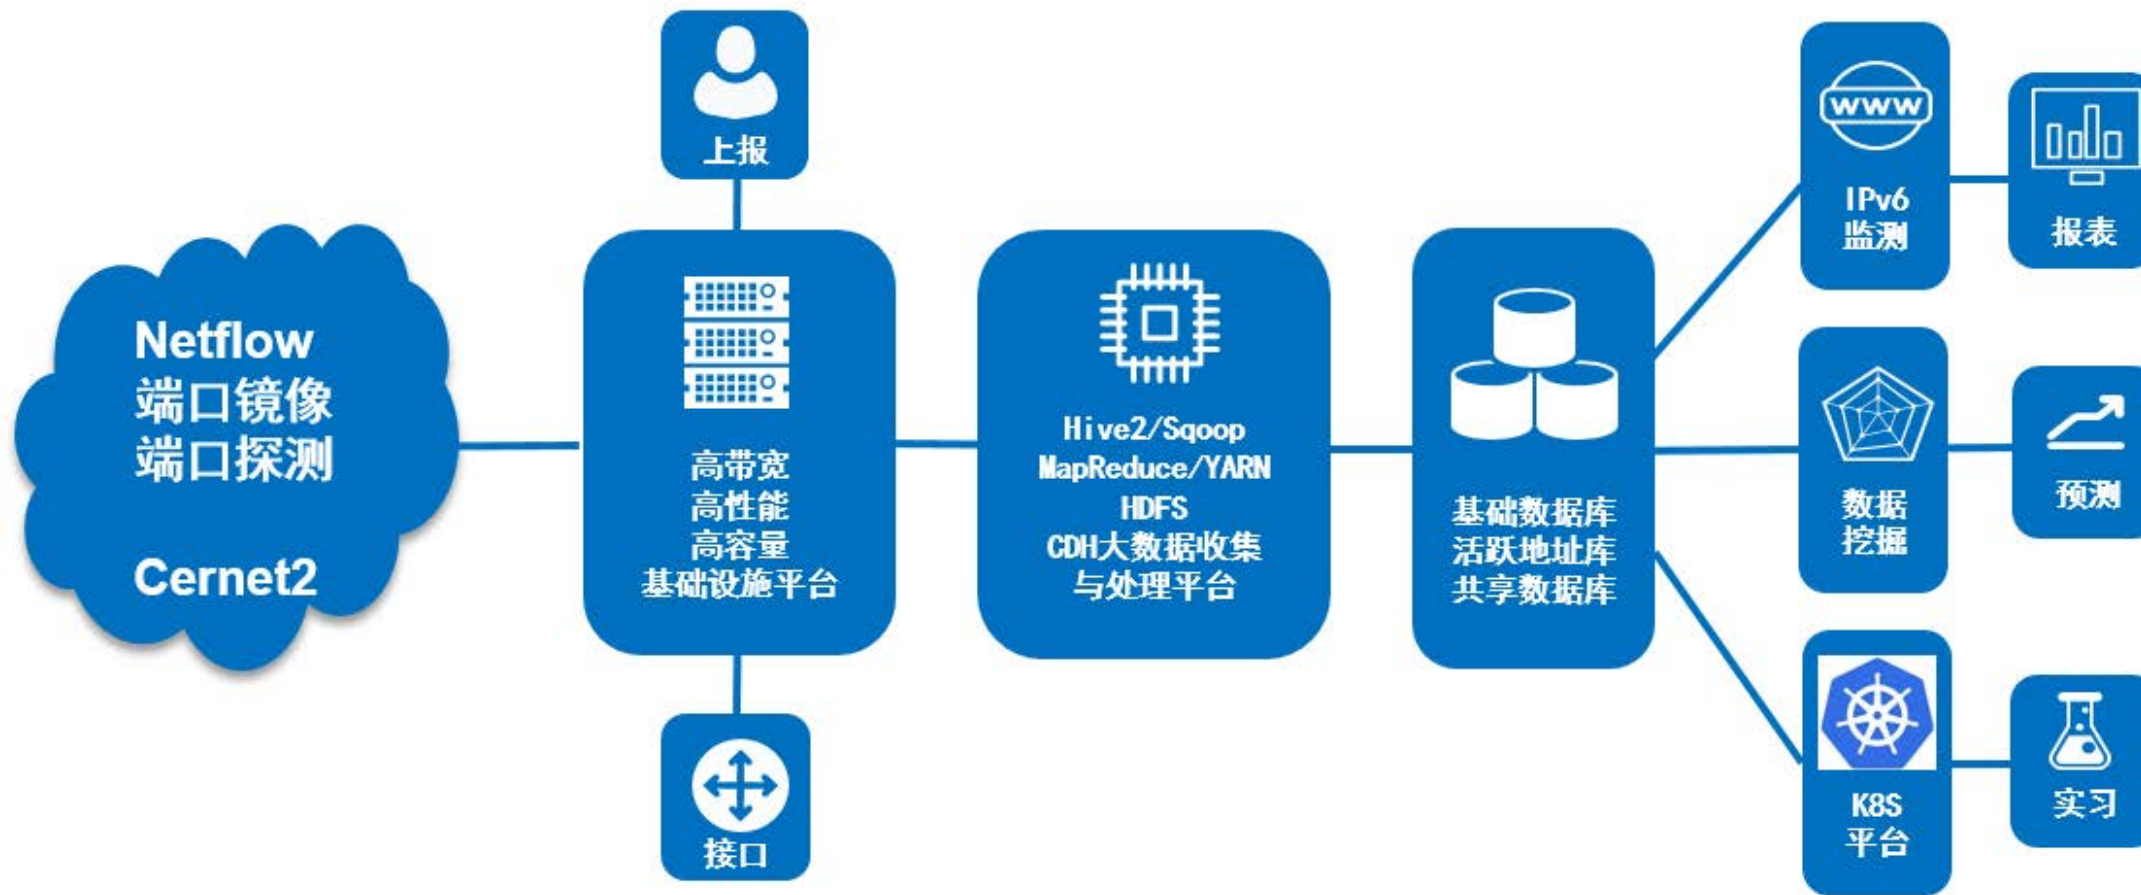 Netflow
端口镜像
端口探测
Cernet2
上报
高带宽
高性能
高容量
基础设施平台
接口
Hive2/Sqoop
MapReduce/YARN
HDFS
CDH大数据收集
与处理平台
基础数据库
活跃地址库
共享数据库
WWW
IPv6
监测
报表
数据
挖掘
预测
K8S
平台
实习